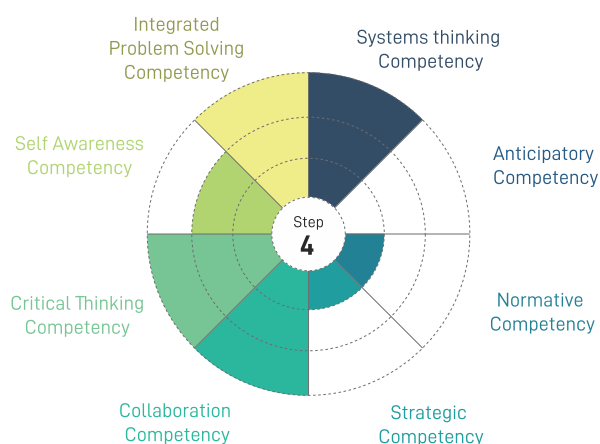 Integrated
Problem Solving
Competency
Systems thinking
Competency
Self Awareness
Competency
Anticipatory
Competency
Step
4
Critical Thinking
Competency
Normative
Competency
Collaboration
Competency
Strategic
Competency